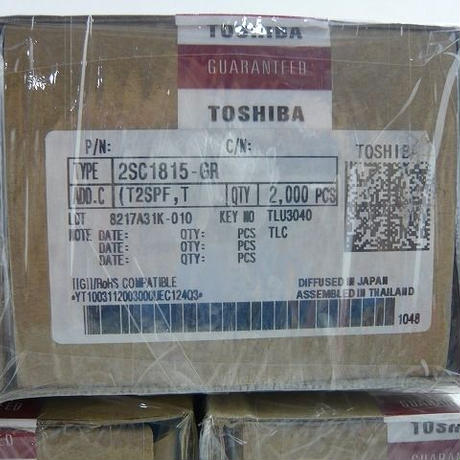 TOSHIBA
GUARANTEED
TOSHIBA
P/N: C/N: TOSHIBA
TYPE 2SC1815-GR
ADD.C (T2SPF,T QTY 2,000 PCS
LOT 8217A31K-010 KEY NO TLU3040
NOTE DATE: QTY: PCS TLC
DATE: QTY: PCS
DATE: QTY: PCS
/RoHS COMPATIBLE DIFFUSED IN JAPAN
ASSEMBLED IN THAILAND
1048
TOSHIBA